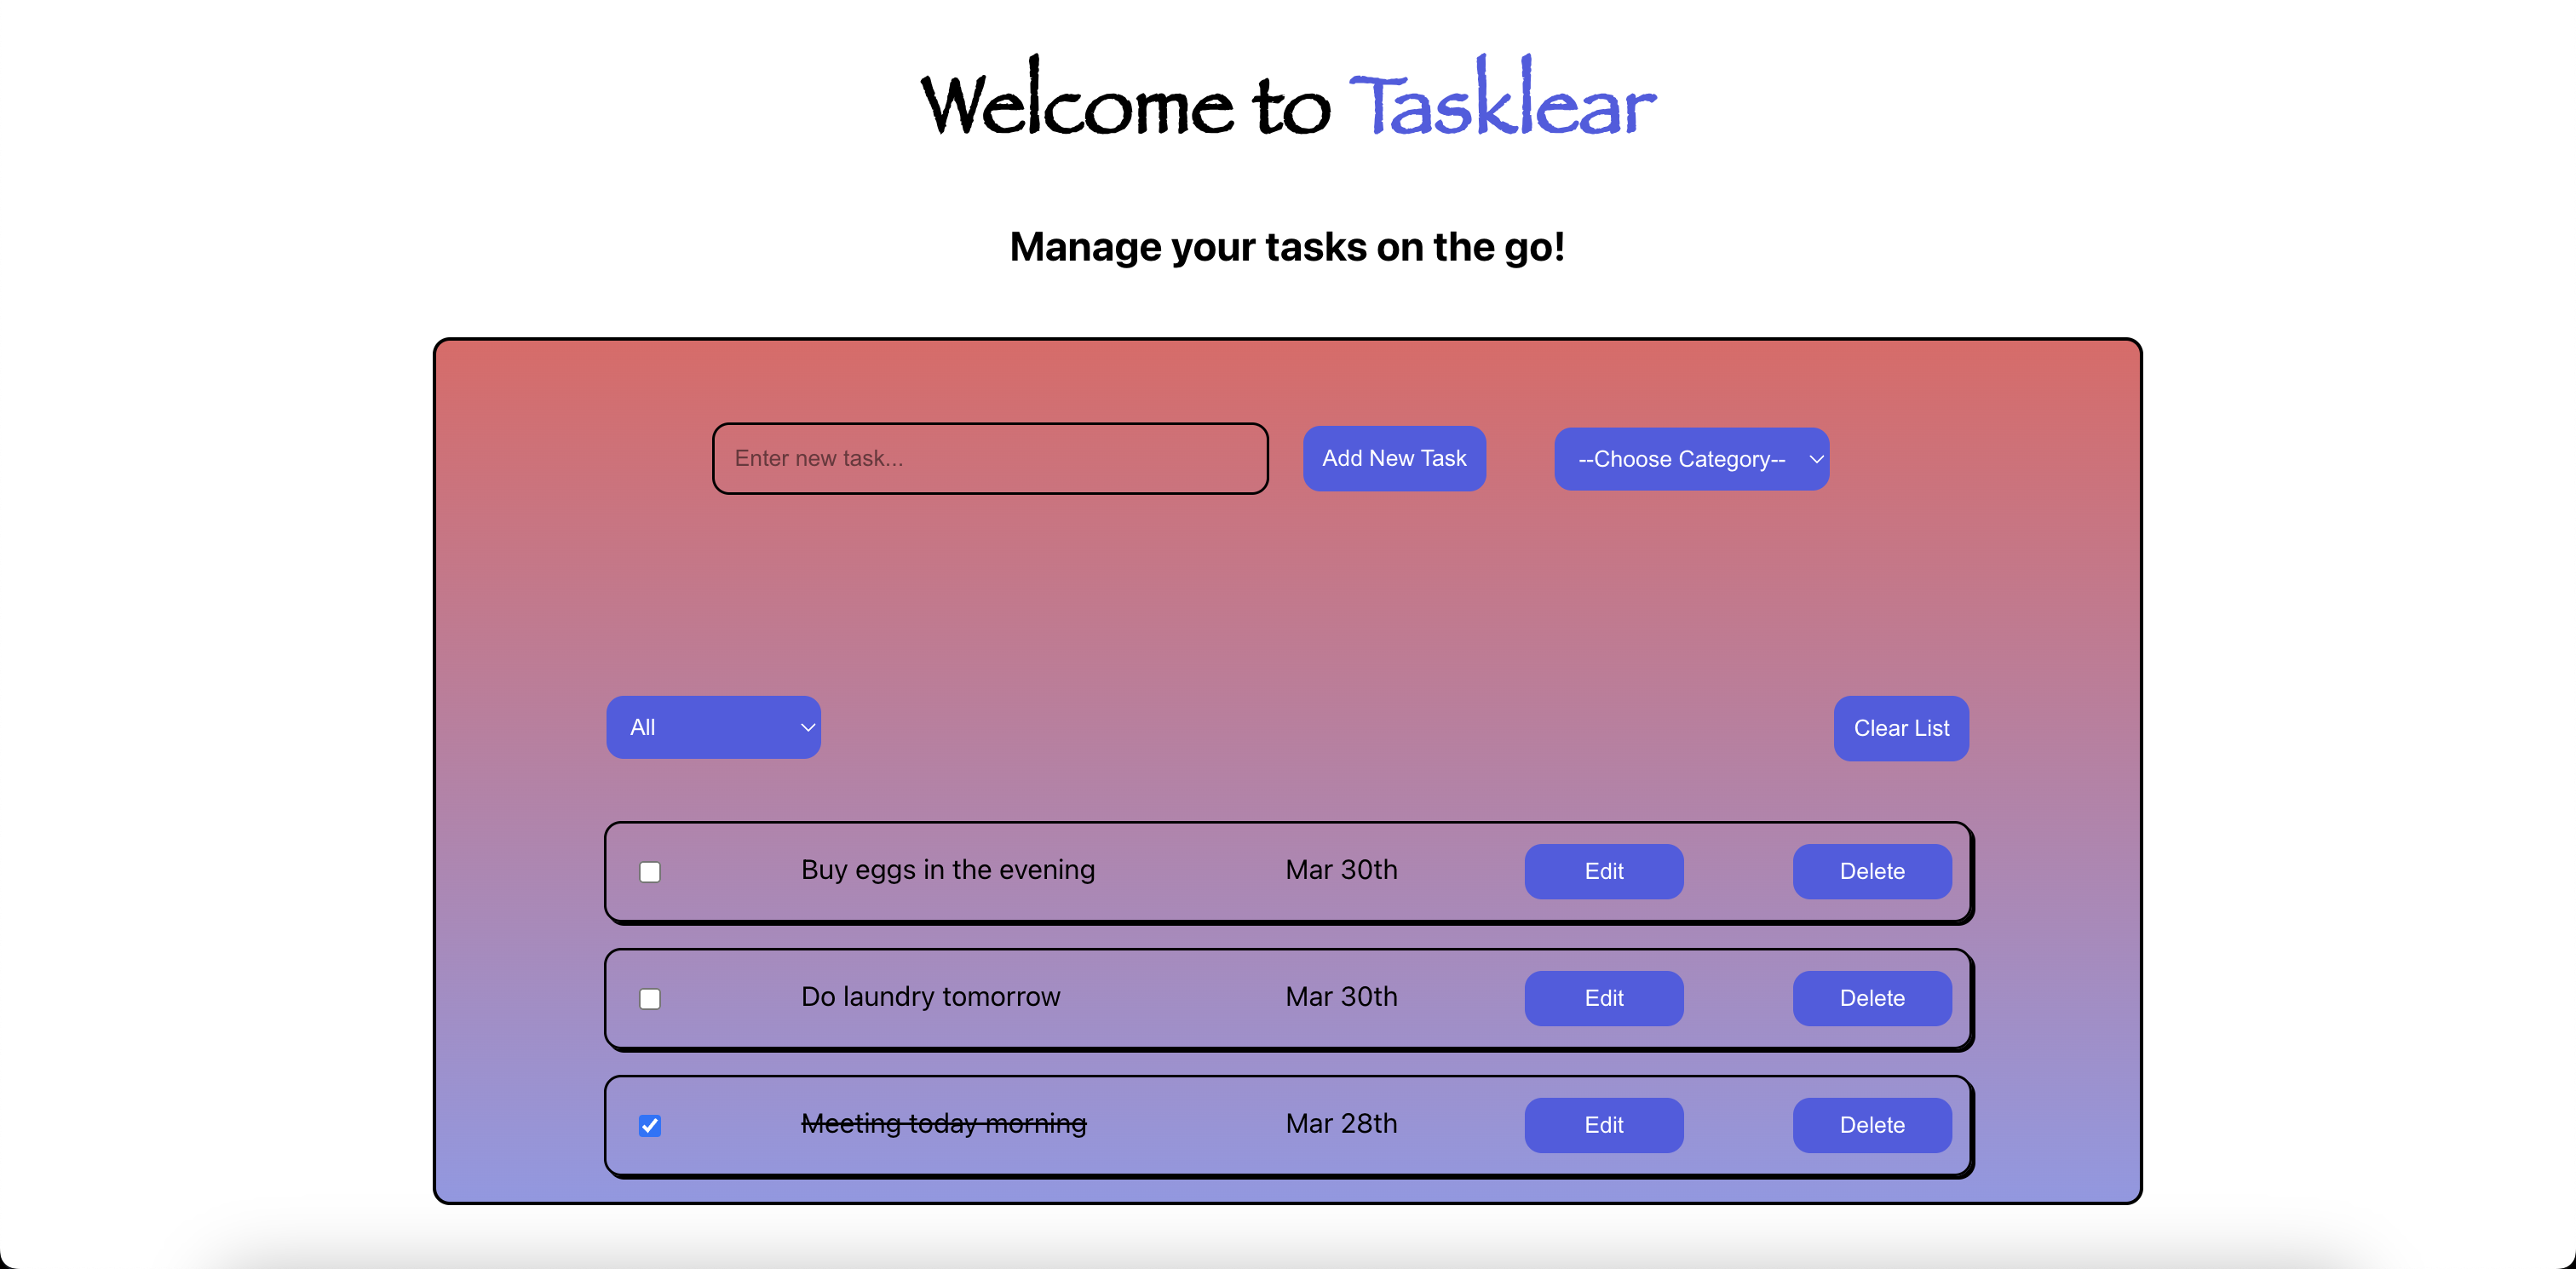 Welcome to Tasklear
Manage your tasks on the go!
Enter new task...
Add New Task
--Choose Category--
All
Clear List
Buy eggs in the evening Mar 30th Edit Delete
Do laundry tomorrow Mar 30th Edit Delete
Meeting today morning Mar 28th Edit Delete